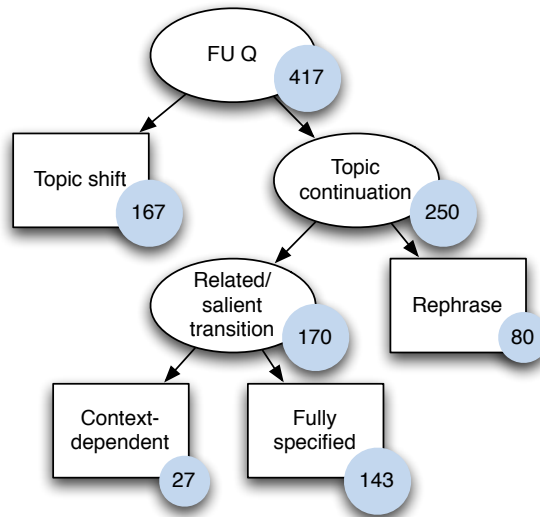 FU Q
417
Topic shift
167
Topic
continuation
250
Related/
salient
transition
170
Rephrase
80
Context-
dependent
27
Fully
specified
143